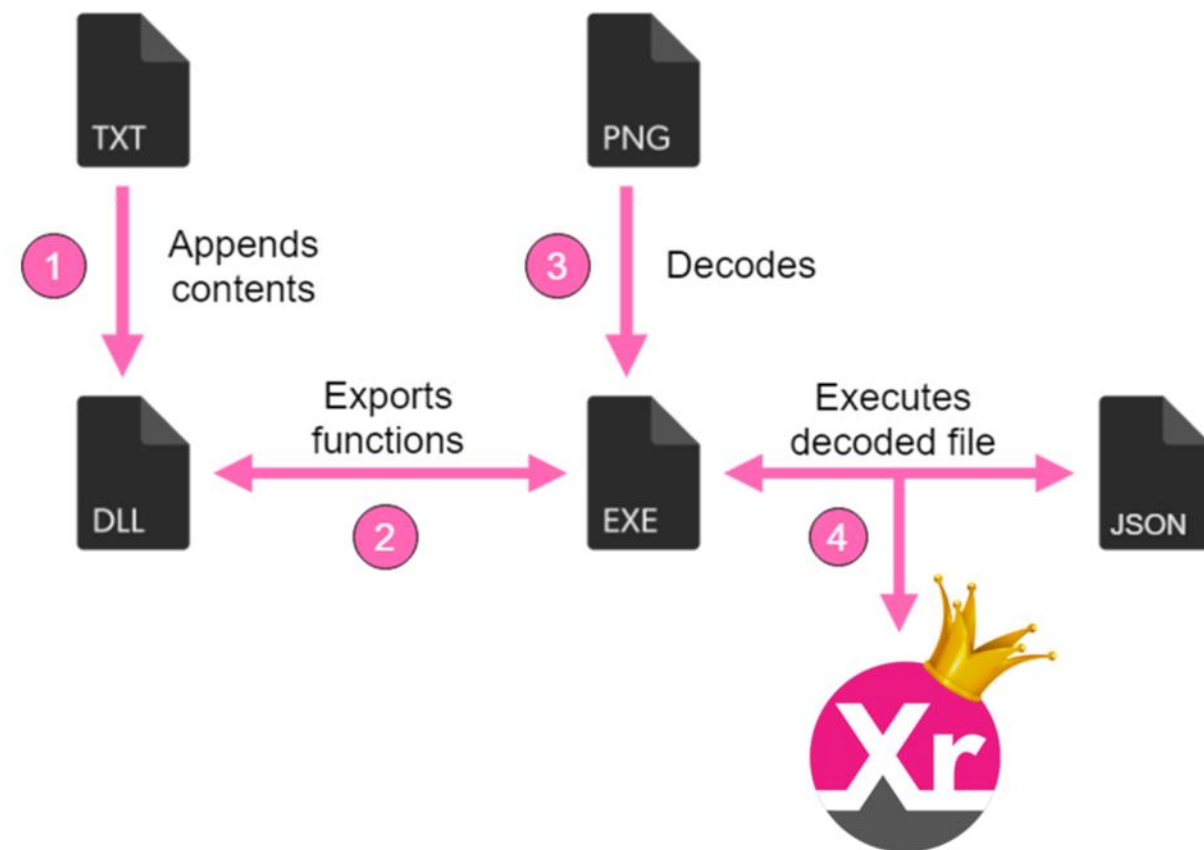 TXT
PNG
1
Appends
contents
3
Decodes
Exports
functions
Executes
decoded file
DLL
2
EXE
4
JSON
Xr